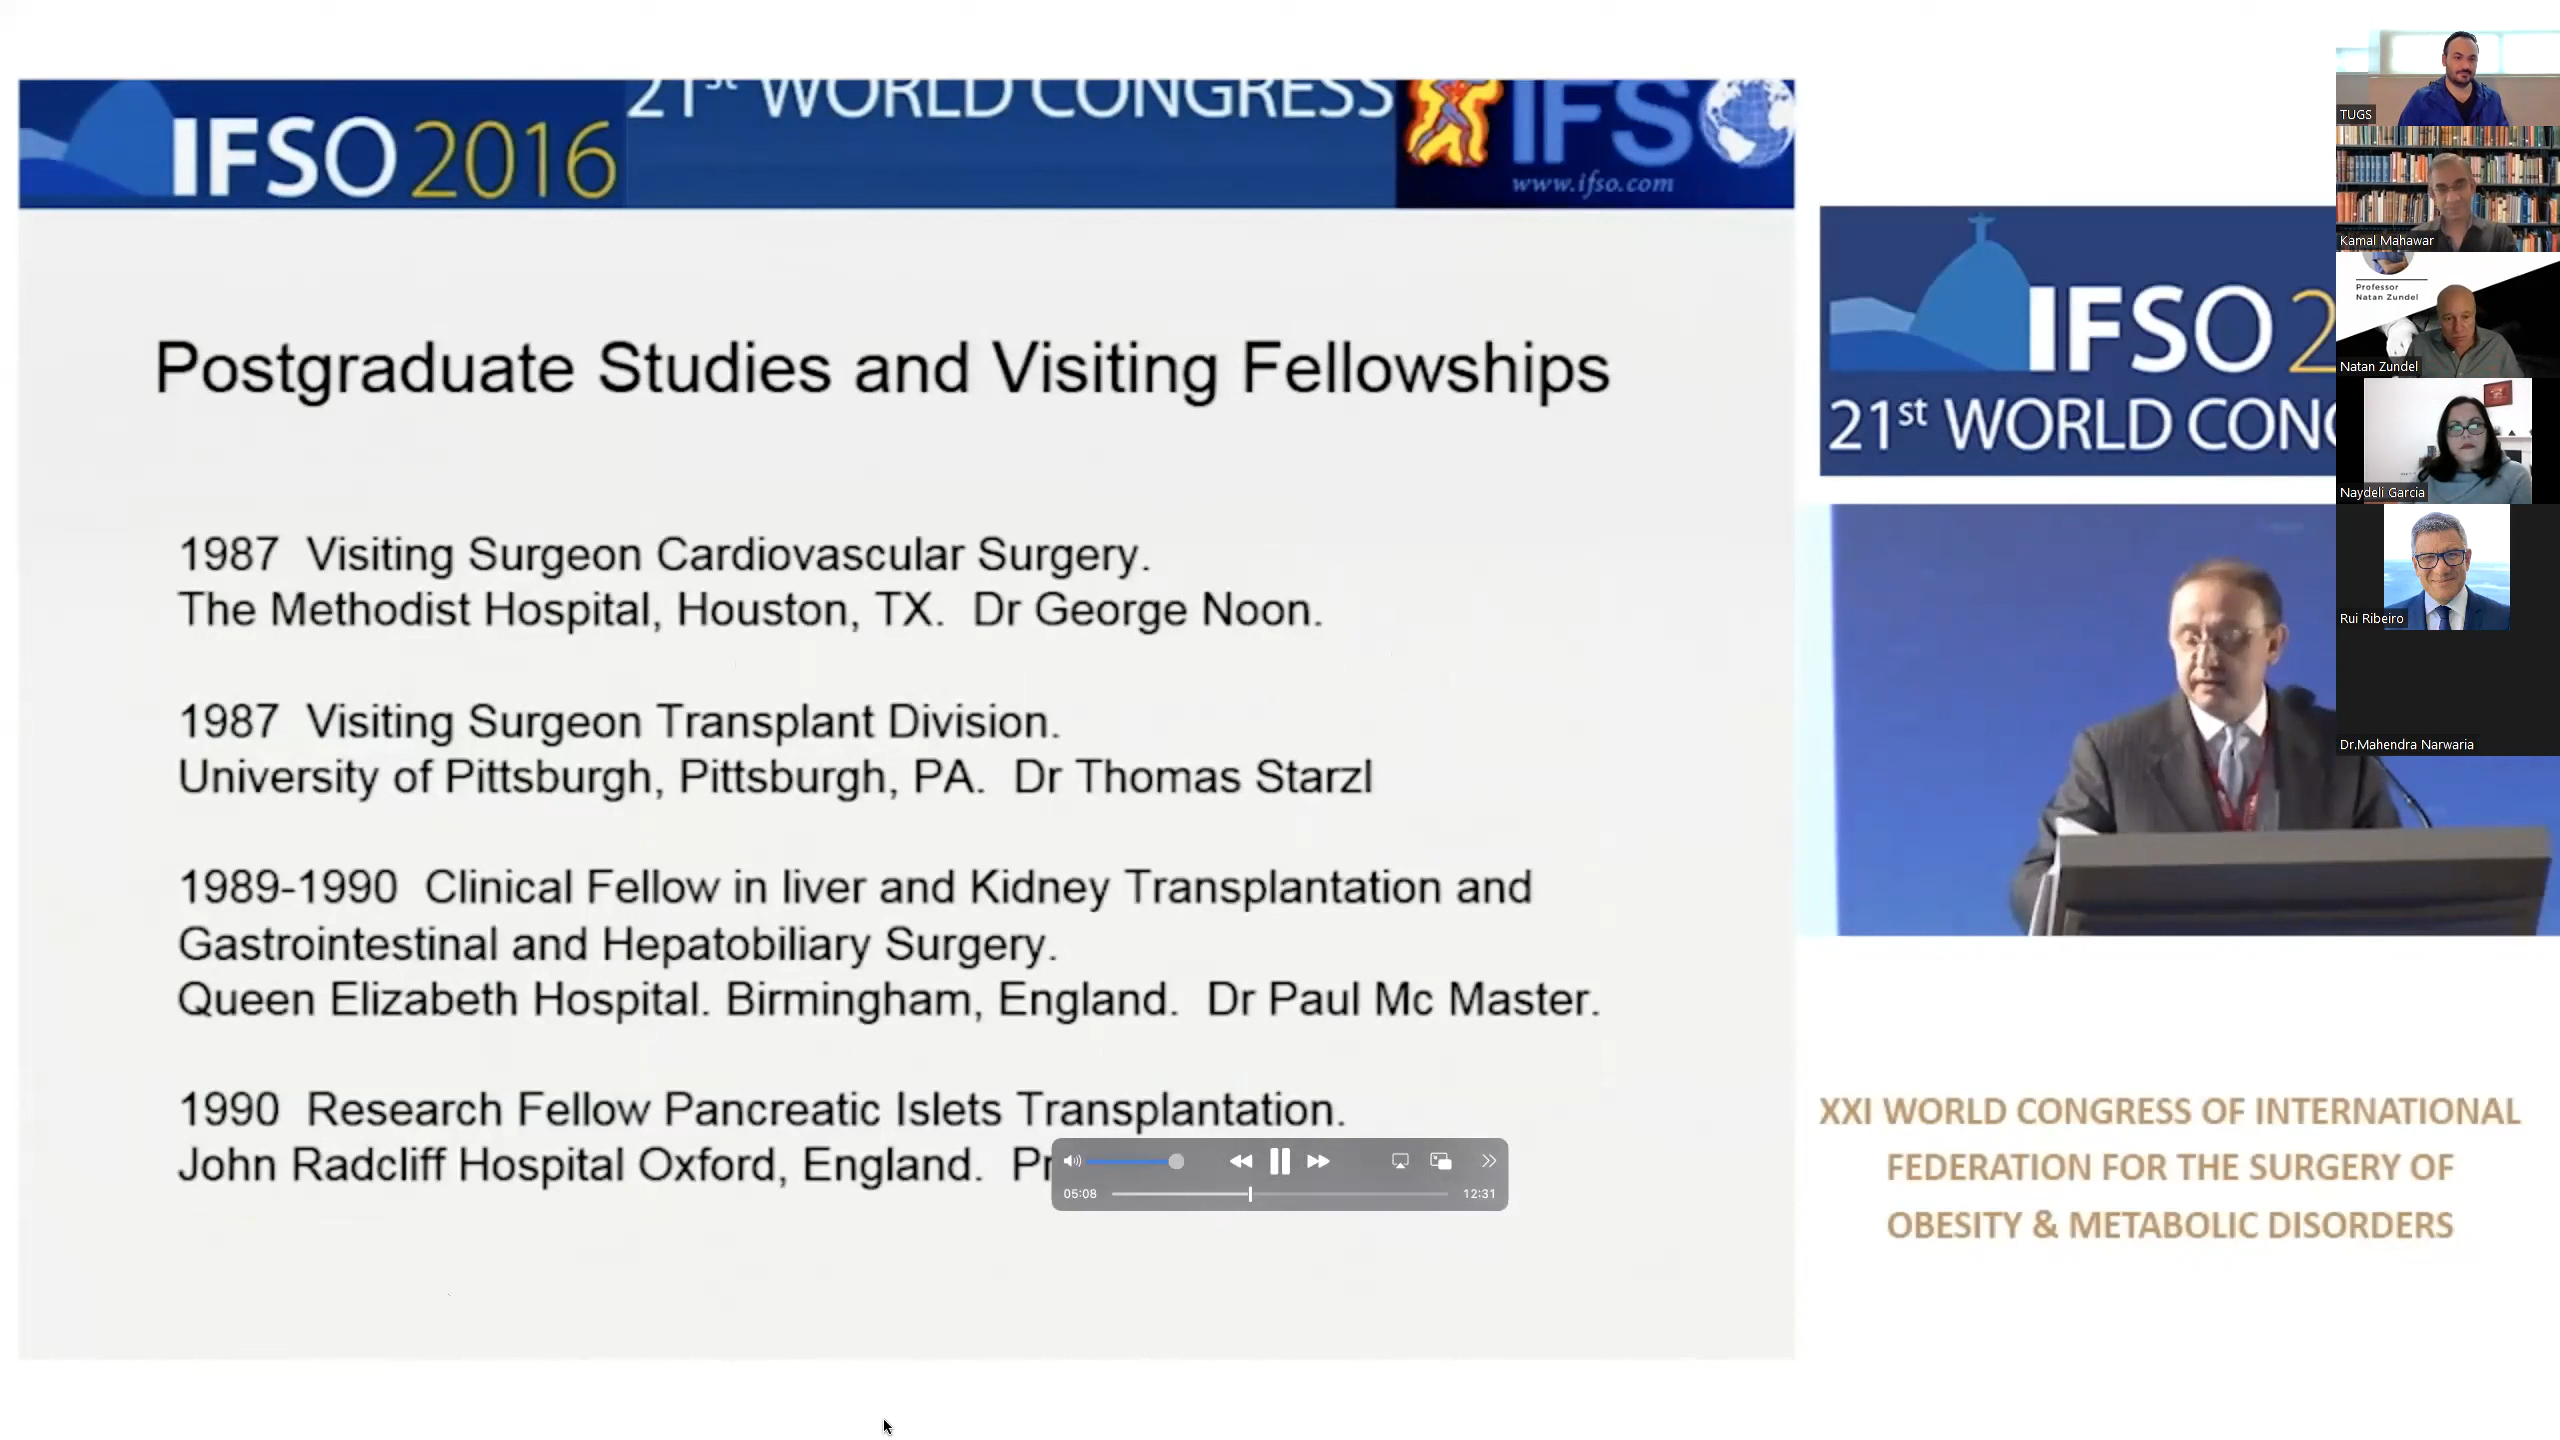 IFSO 2016
21st WORLD CONGRESS
IFS
www.ifso.com
Postgraduate Studies and Visiting Fellowships
1987 Visiting Surgeon Cardiovascular Surgery.
The Methodist Hospital, Houston, TX. Dr George Noon.
1987 Visiting Surgeon Transplant Division.
University of Pittsburgh, Pittsburgh, PA. Dr Thomas Starzl
1989-1990 Clinical Fellow in liver and Kidney Transplantation and
Gastrointestinal and Hepatobiliary Surgery.
Queen Elizabeth Hospital. Birmingham, England. Dr Paul Mc Master.
1990 Research Fellow Pancreatic Islets Transplantation.
John Radcliff Hospital Oxford, England. Pr
05:08
12:31
IFSO 2
21st WORLD CONG
XXI WORLD CONGRESS OF INTERNATIONAL
FEDERATION FOR THE SURGERY OF
OBESITY & METABOLIC DISORDERS
TUGS
Kamal Mahawar
Professor
Natan Zundel
Natan Zundel
Naydeli Garcia
Rui Ribeiro
Dr.Mahendra Narwaria